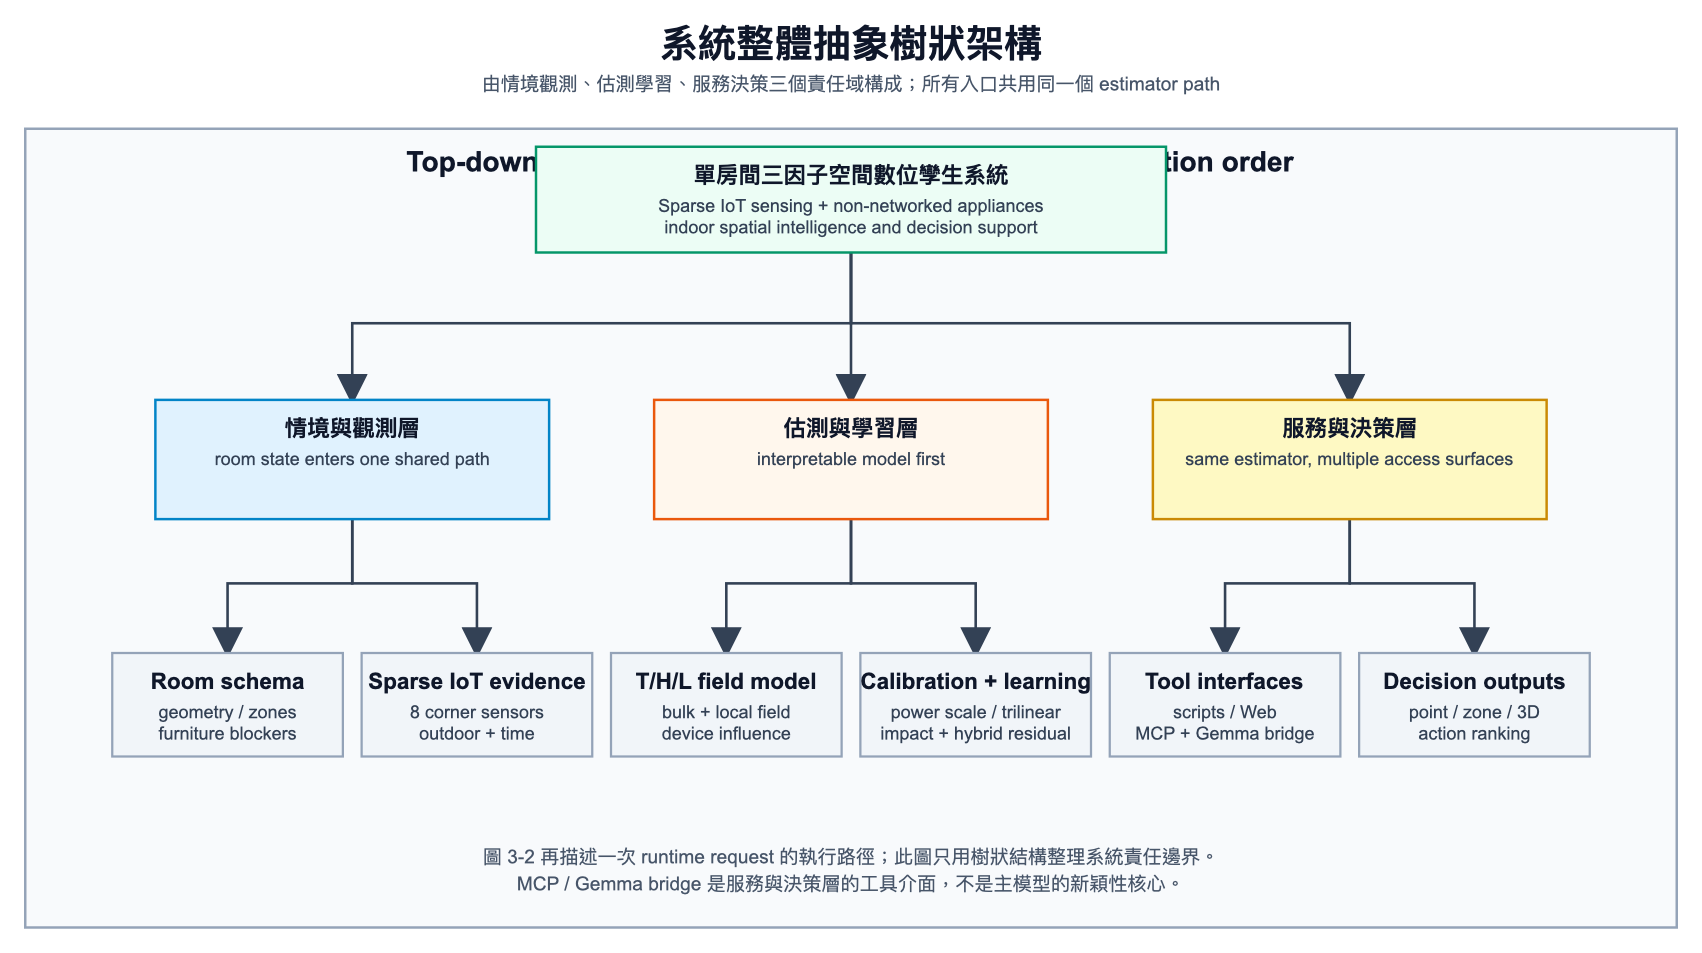 系統整體抽象樹狀架構
由情境觀測、估測學習、服務決策三個責任域構成；所有入口共用同一個 estimator path
Top-down
tion order
單房間三因子空間數位孿生系統
Sparse IoT sensing + non-networked appliances
indoor spatial intelligence and decision support
情境與觀測層
room state enters one shared path
估測與學習層
interpretable model first
服務與決策層
same estimator, multiple access surfaces
Room schema
geometry / zones
furniture blockers
Sparse IoT evidence
8 corner sensors
outdoor + time
T/H/L field model
bulk + local field
device influence
Calibration + learning
power scale / trilinear
impact + hybrid residual
Tool interfaces
scripts / Web
MCP + Gemma bridge
Decision outputs
point / zone / 3D
action ranking
圖 3-2 再描述一次 runtime request 的執行路徑；此圖只用樹狀結構整理系統責任邊界。
MCP / Gemma bridge 是服務與決策層的工具介面，不是主模型的新穎性核心。